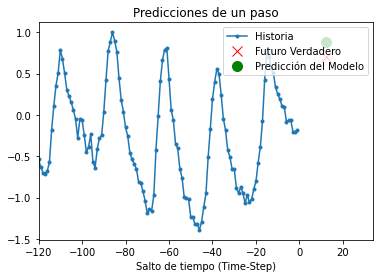 Predicciones de un paso
Historia
Futuro Verdadero
Predicción del Modelo
1.0
0.5
0.0
−0.5
−1.0
−1.5
−120 −100 −80 −60 −40 −20 0 20
Salto de tiempo (Time-Step)